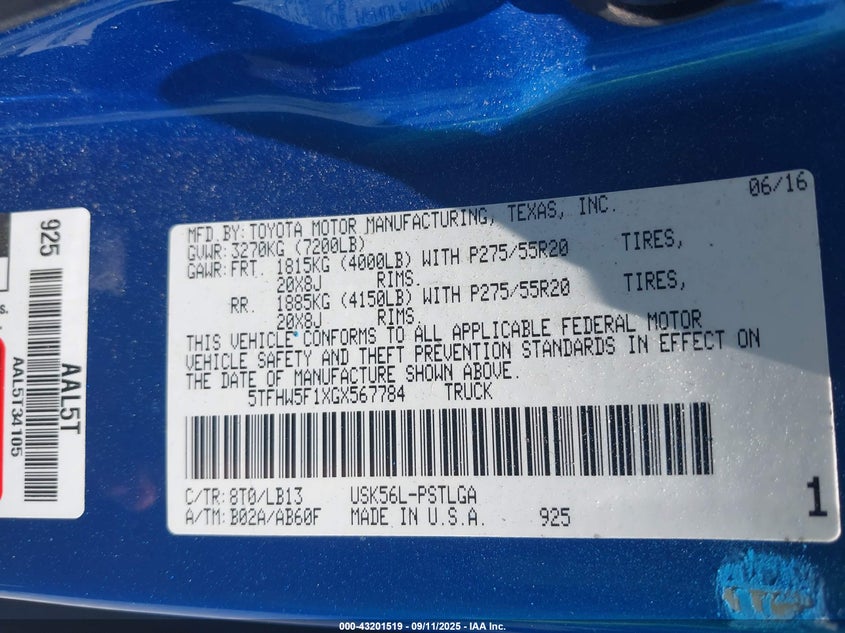 06/16
MFD.BY: TOYOTA MOTOR MANUFACTURING, TEXAS, INC.
GVWR: 3270KG (7200LB)
GAWR: FRT. 1815KG (4000LB) WITH P275/55R20 TIRES,
20X8J RIMS.
RR. 1885KG (4150LB) WITH P275/55R20 TIRES,
20X8J RIMS.
THIS VEHICLE CONFORMS TO ALL APPLICABLE FEDERAL MOTOR
VEHICLE SAFETY AND THEFT PREVENTION STANDARDS IN EFFECT ON
THE DATE OF MANUFACTURE SHOWN ABOVE.
5TFHW5F1XGX567784 TRUCK
C/TR: 8T0/LB13 USK56L-PSTLGA
A/TM: B02A/AB60F MADE IN U.S.A. 925
1
925
AAL5T
AAL5T34105
000-43201519 - 09/11/2025 - IAA Inc.